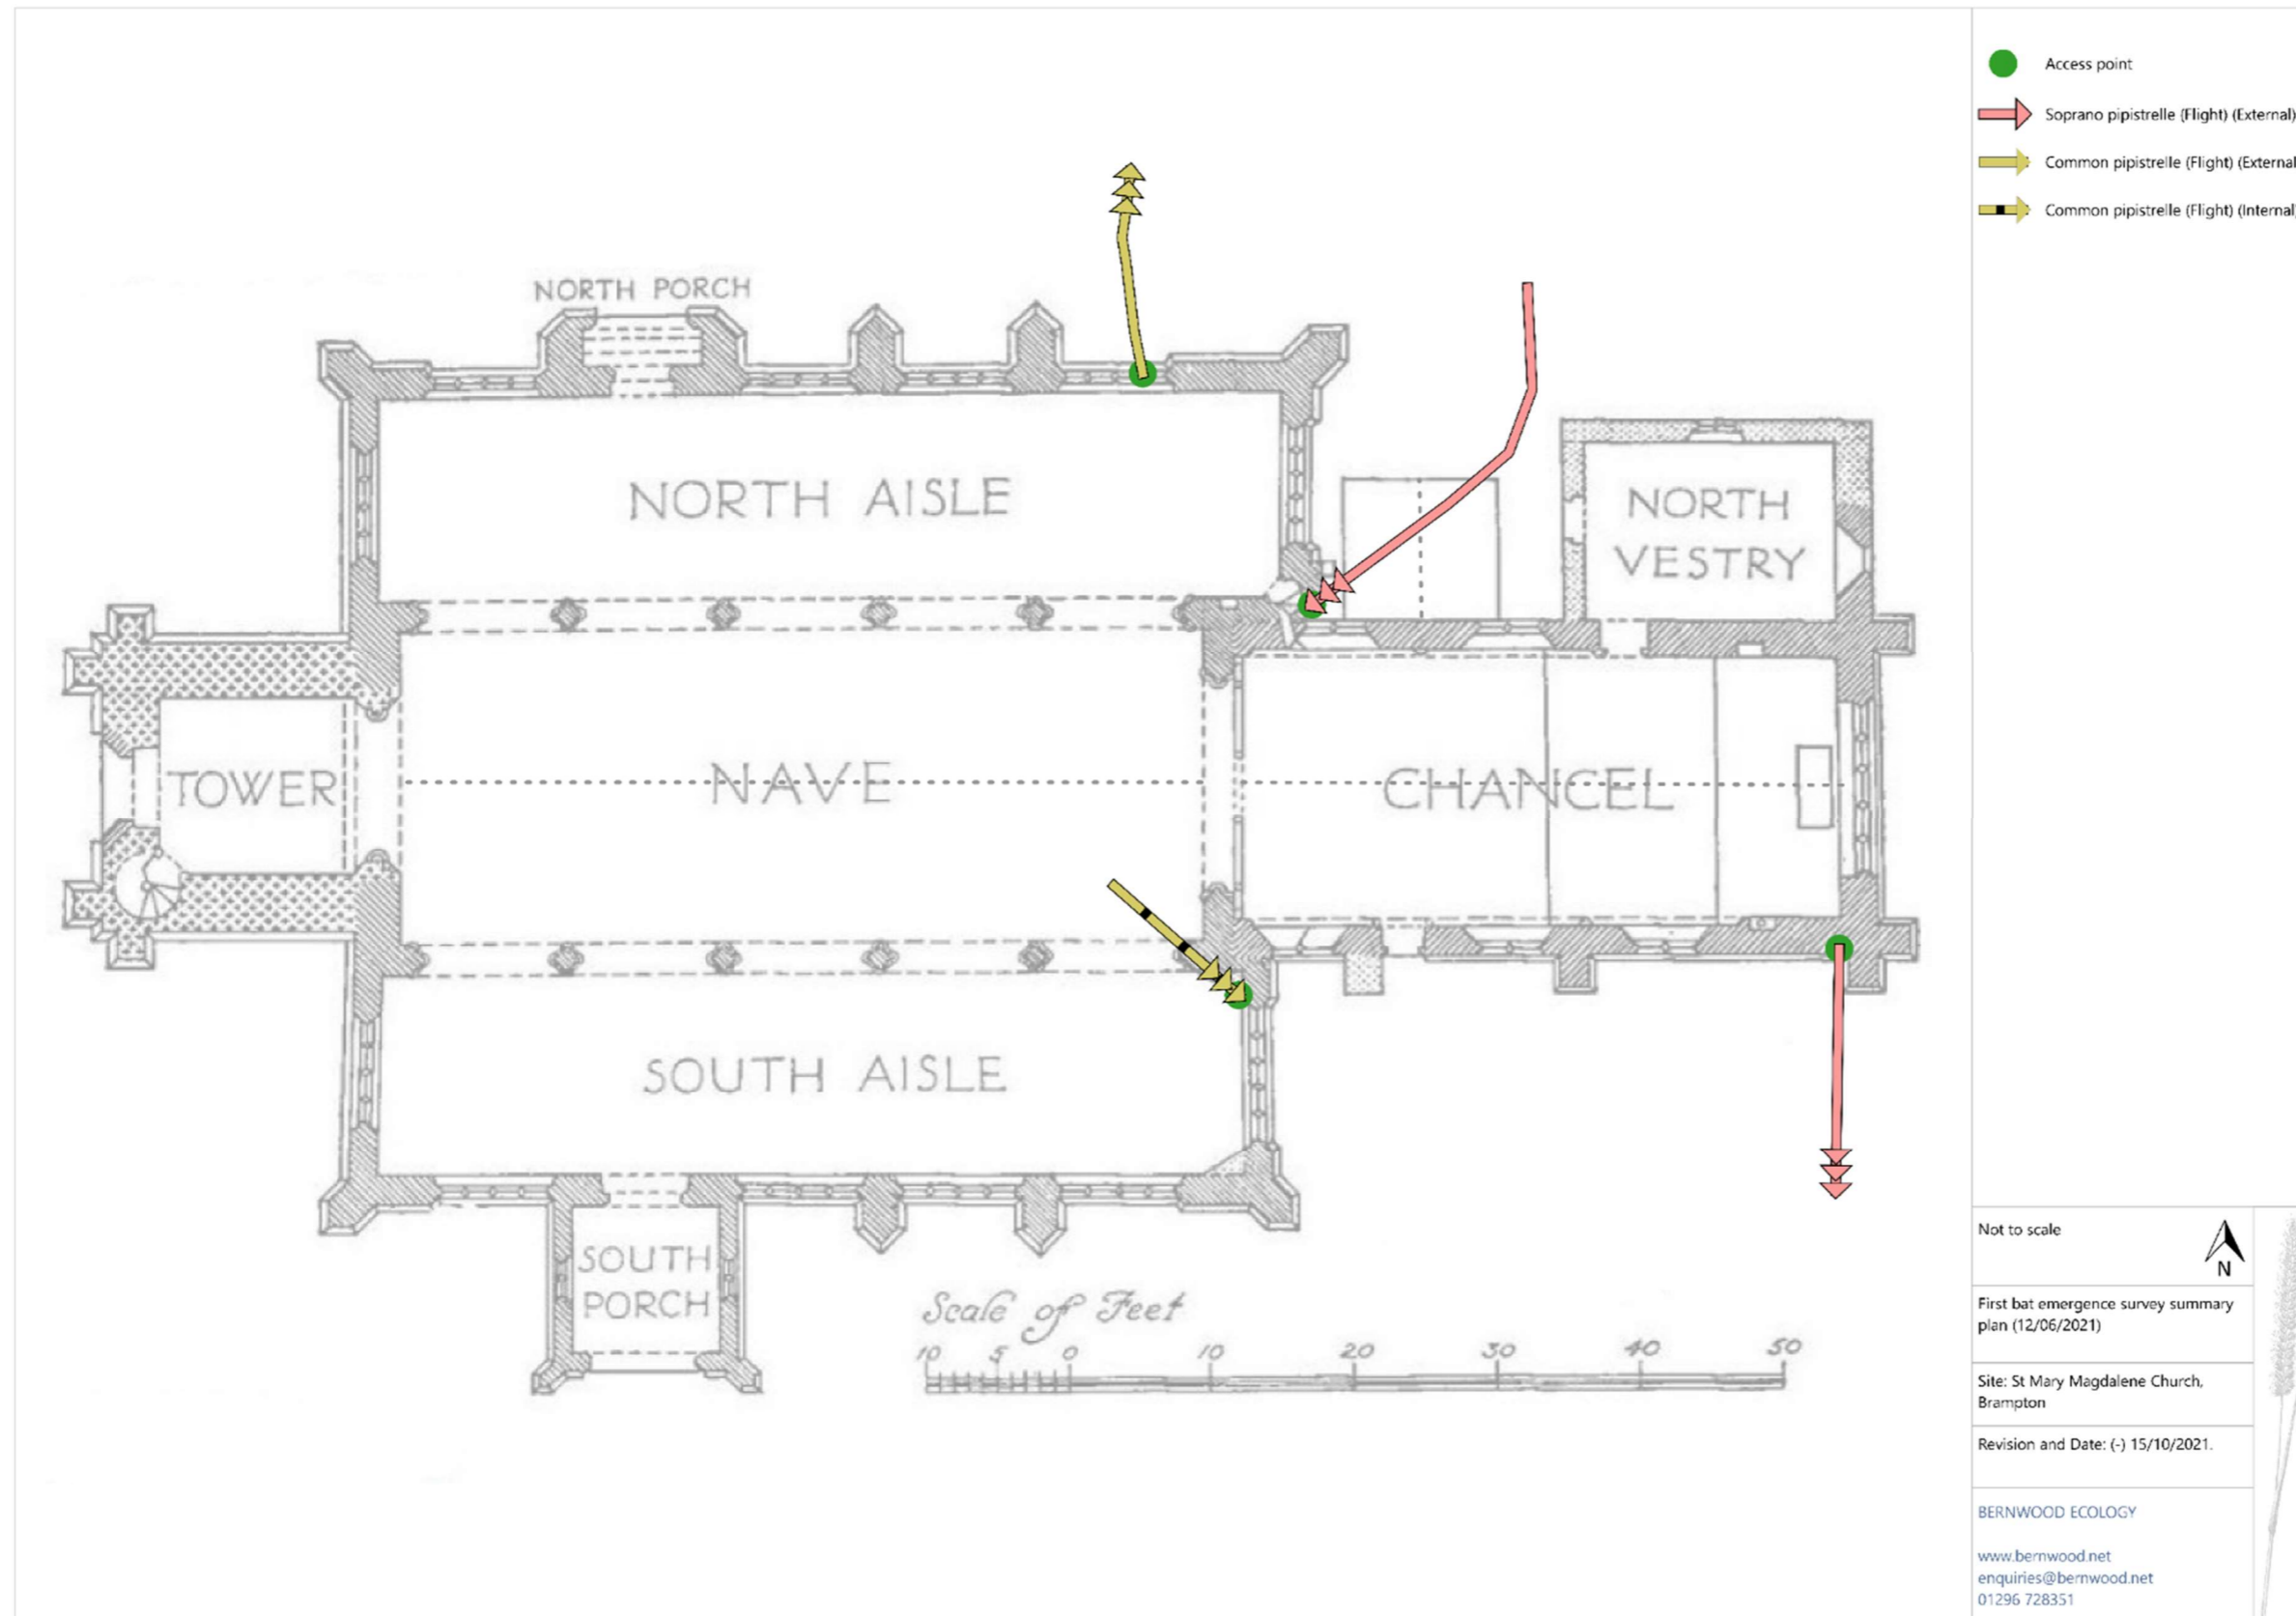 Access point
Soprano pipistrelle (Flight) (External)
Common pipistrelle (Flight) (External
Common pipistrelle (Flight) (Internal
NORTH PORCH
NORTH AISLE
NORTH
VESTRY
TOWER
NAVE
CHANCEL
SOUTH AISLE
SOUTH
PORCH
Scale of Feet
10 5 0 10 20 30 40 50
Not to scale
N
First bat emergence survey summary
plan (12/06/2021)
Site: St Mary Magdalene Church,
Brampton
Revision and Date: (-) 15/10/2021.
BERNWOOD ECOLOGY
www.bernwood.net
enquiries@bernwood.net
01296 728351